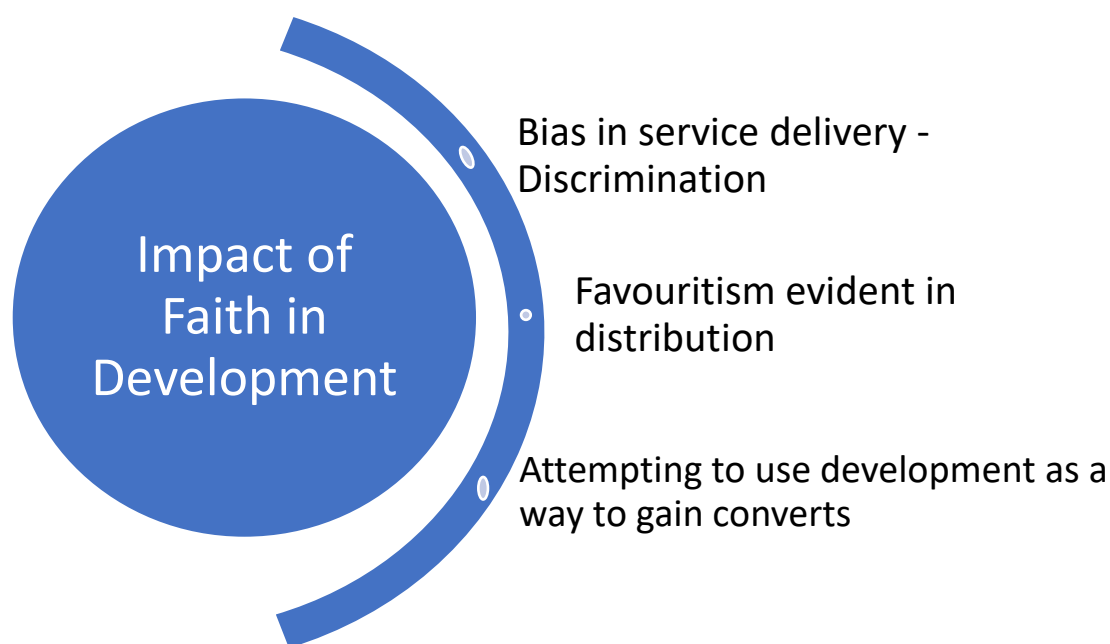 Impact of
Faith in
Development
Bias in service delivery -
Discrimination
Favouritism evident in
distribution
Attempting to use development as a
way to gain converts